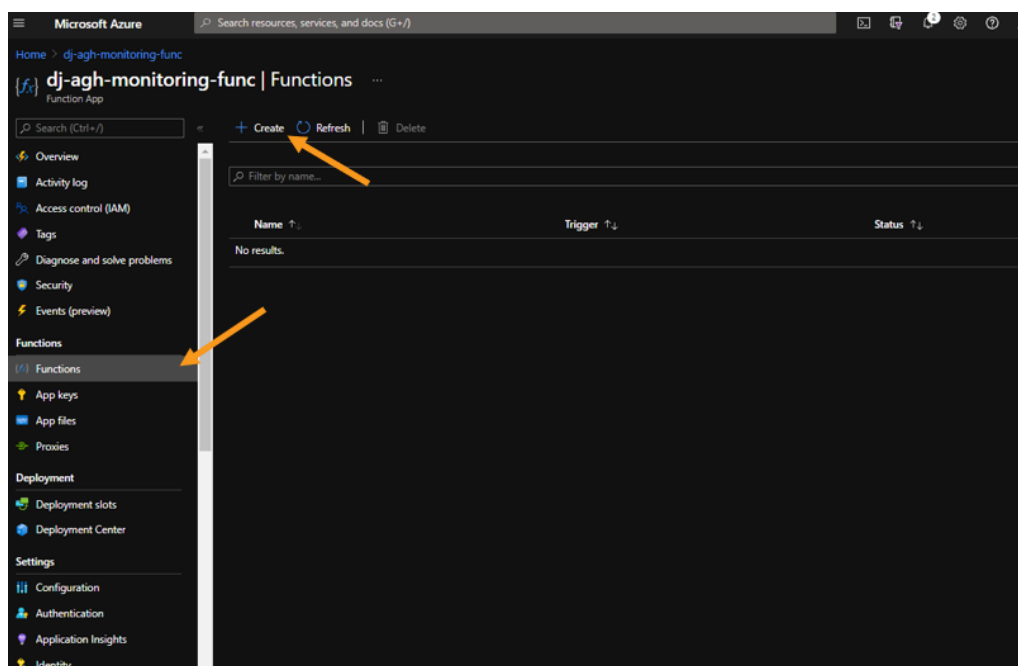 Microsoft Azure
Search resources, services, and docs (G+/)
2
Home > dj-agh-monitoring-func
dj-agh-monitoring-func | Functions ...
Function App
Search (Ctrl+/)
«
+ Create
Refresh
Delete
Overview
Activity log
Access control (IAM)
Tags
Diagnose and solve problems
Security
Events (preview)
Functions
Functions
App keys
App files
Proxies
Deployment
Deployment slots
Deployment Center
Settings
Configuration
Authentication
Application Insights
Identity
Filter by name...
Name ↑↓ Trigger ↑↓ Status ↑↓
No results.